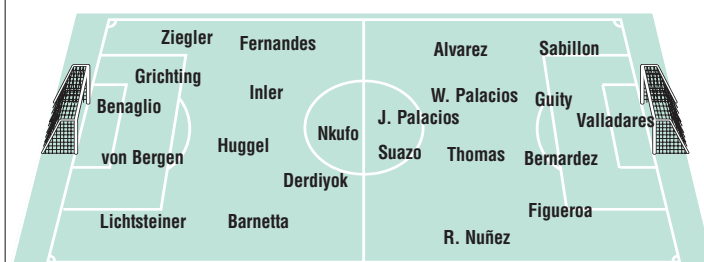 Ziegler
Fernandes
Alvarez
Sabillon
Grichting
Inler
W. Palacios
Guity
Benaglio
J. Palacios
Valladares
Nkufo
Huggel
von Bergen
Suazo
Thomas
Bernardez
Derdiyok
Lichtsteiner
Barnetta
Figueroa
R. Nuñez